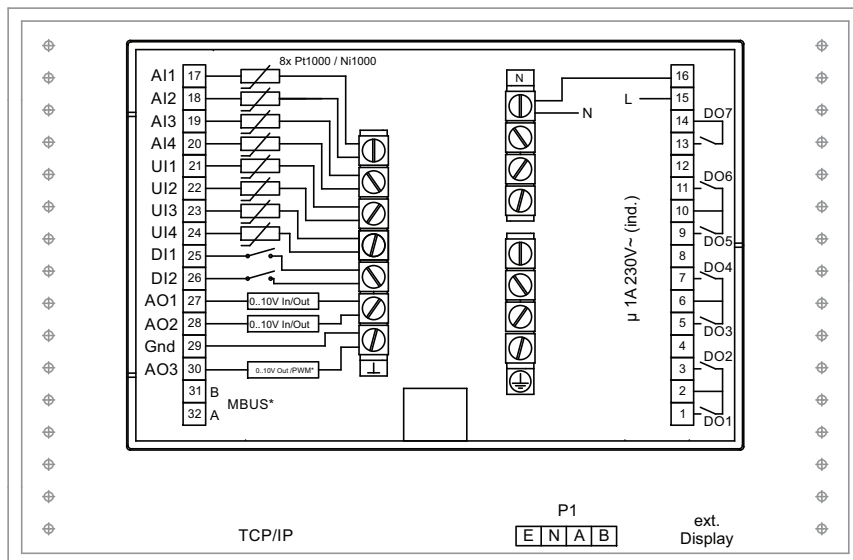 8x Pt1000 / Ni1000
AI1 17
AI2 18
AI3 19
AI4 20
UI1 21
UI2 22
UI3 23
UI4 24
DI1 25
DI2 26
AO1 27 0..10V In/Out
AO2 28 0..10V In/Out
Gnd 29
AO3 30 0..10V Out /PWM*
31 B
MBUS*
32 A
N
N
L
µ 1A 230V~ (ind.)
16
15
DO7
14
13
12
DO6
11
10
9
DO5
8
DO4
7
6
5
DO3
4
DO2
3
2
1
DO1
TCP/IP
P1
E N A B
ext.
Display